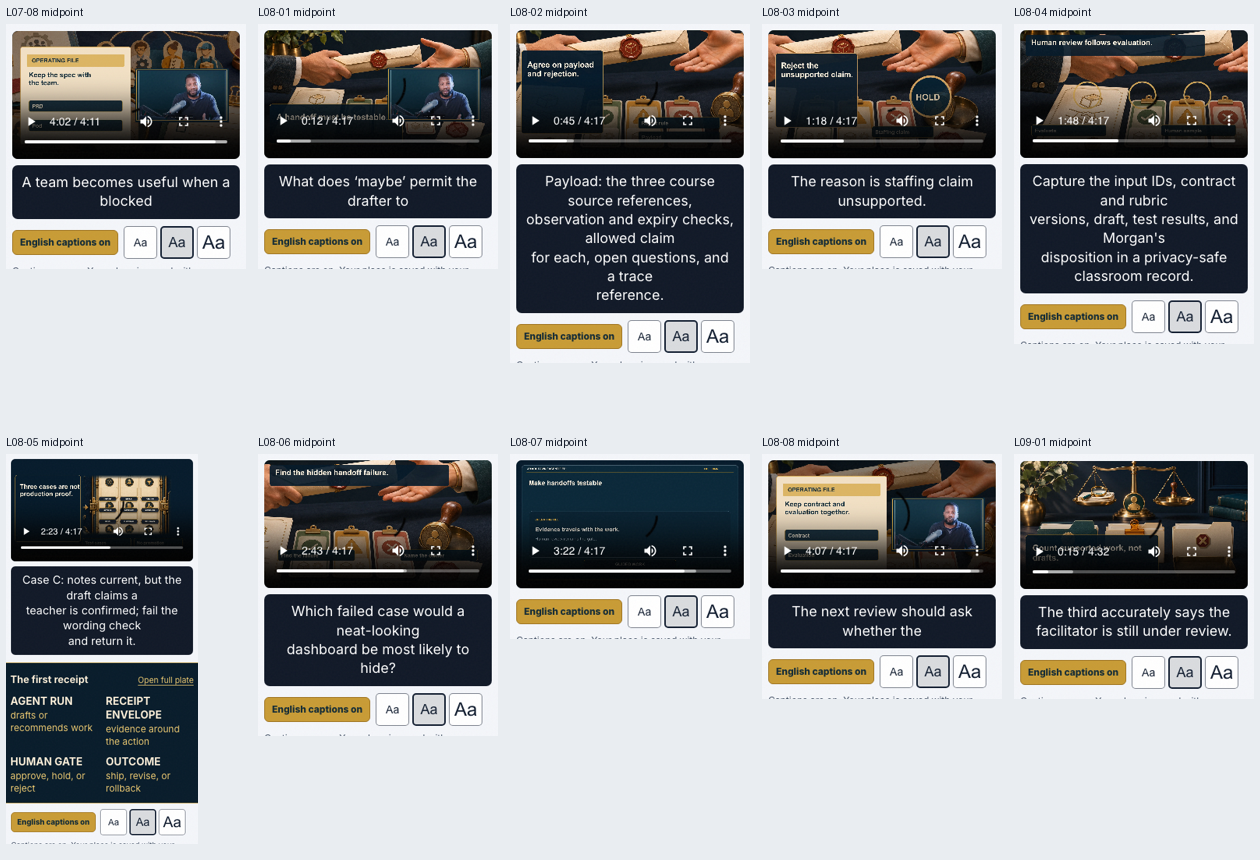 L07-08 midpoint
OPERATING FILE
Keep the spec with
the team.
PRD
4:02 / 4:11
A team becomes useful when a
blocked
English captions on
Aa
Aa
Aa
L08-01 midpoint
A handoff must be testable
0:12 / 4:17
What does ‘maybe’ permit the
drafter to
English captions on
Aa
Aa
Aa
L08-02 midpoint
Agree on payload
and rejection.
0:45 / 4:17
Payload: the three course
source references,
observation and expiry checks,
allowed claim
for each, open questions, and
a trace
reference.
English captions on
Aa
Aa
Aa
L08-03 midpoint
Reject the
unsupported claim.
HOLD
1:18 / 4:17
The reason is staffing claim
unsupported.
English captions on
Aa
Aa
Aa
L08-04 midpoint
Human review follows evaluation.
1:48 / 4:17
Capture the input IDs, contract
and rubric
versions, draft, test results, and
Morgan's
disposition in a privacy-safe
classroom record.
English captions on
Aa
Aa
Aa
L08-05 midpoint
Three cases are not
production proof.
2:23 / 4:17
Case C: notes current, but the
draft claims a
teacher is confirmed; fail the
wording check
and return it.
The first receipt
Open full plate
AGENT RUN
drafts or
recommends work
RECEIPT
ENVELOPE
evidence around
the action
HUMAN GATE
approve, hold, or
reject
OUTCOME
ship, revise, or
rollback
English captions on
Aa
Aa
Aa
L08-06 midpoint
Find the hidden handoff failure.
2:43 / 4:17
Which failed case would a
neat-looking
dashboard be most likely to
hide?
English captions on
Aa
Aa
Aa
L08-07 midpoint
Make handoffs testable
Evidence travels with the work.
3:22 / 4:17
English captions on
Aa
Aa
Aa
L08-08 midpoint
OPERATING FILE
Keep contract and
evaluation together.
Contract
4:07 / 4:17
The next review should ask
whether the
English captions on
Aa
Aa
Aa
L09-01 midpoint
Count supported work, not
drafts.
0:15 / 4:32
The third accurately says the
facilitator is still under review.
English captions on
Aa
Aa
Aa